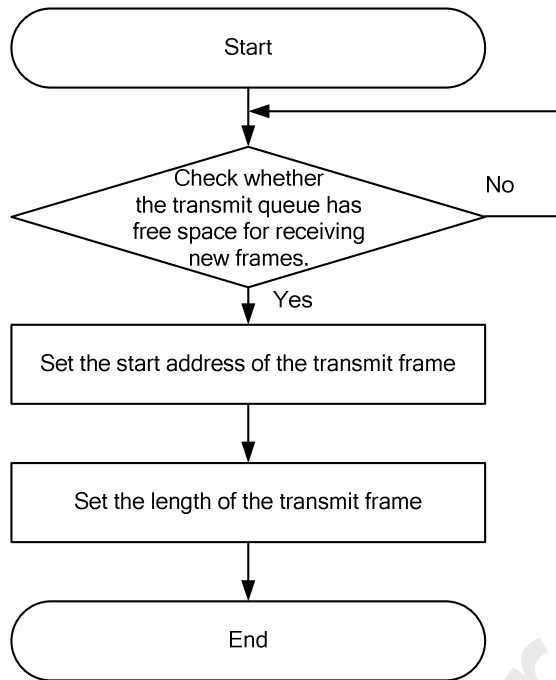 Start
Check whether
the transmit queue has
free space for receiving
new frames.
No
Yes
Set the start address of the transmit frame
Set the length of the transmit frame
End